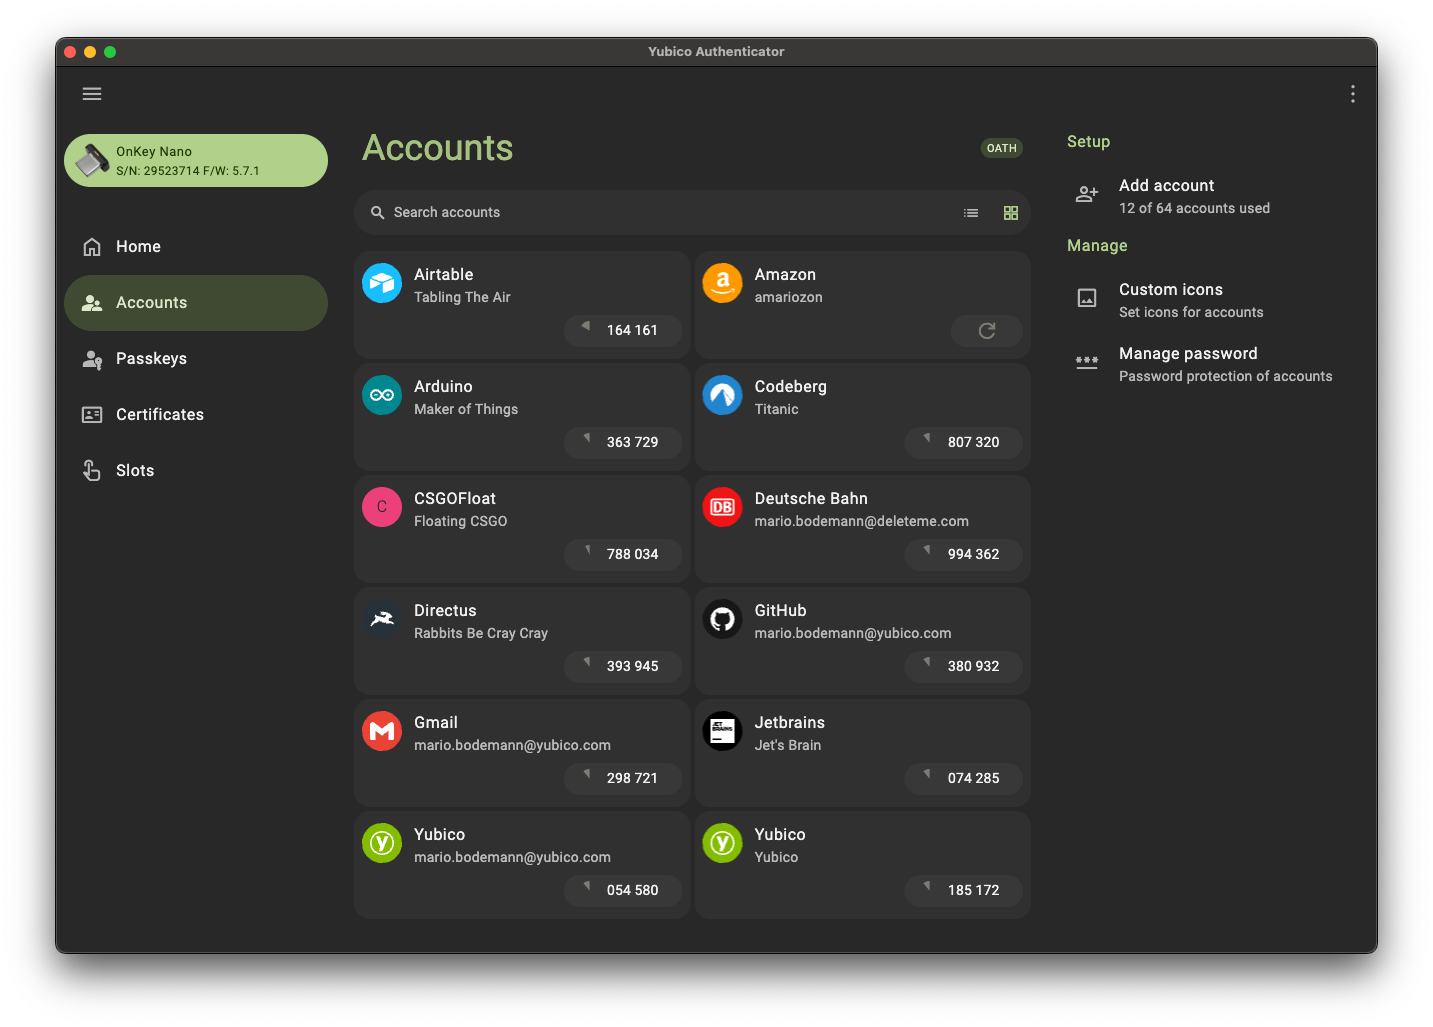 Yubico Authenticator
OnKey Nano
S/N: 29523714 F/W: 5.7.1
Home
Accounts
Passkeys
Certificates
Slots
Accounts
OATH
Search accounts
Airtable
Tabling The Air
164 161
Amazon
a
amariozon
Arduino
Maker of Things
363 729
Codeberg
Titanic
807 320
C
CSGOFloat
Floating CSGO
788 034
DB
Deutsche Bahn
mario.bodemann@deleteme.com
994 362
Directus
Rabbits Be Cray Cray
393 945
GitHub
mario.bodemann@yubico.com
380 932
M
Gmail
mario.bodemann@yubico.com
298 721
JET
BRAINS
Jetbrains
Jet's Brain
074 285
y
Yubico
mario.bodemann@yubico.com
054 580
y
Yubico
Yubico
185 172
Setup
Add account
12 of 64 accounts used
Manage
Custom icons
Set icons for accounts
***
Manage password
Password protection of accounts